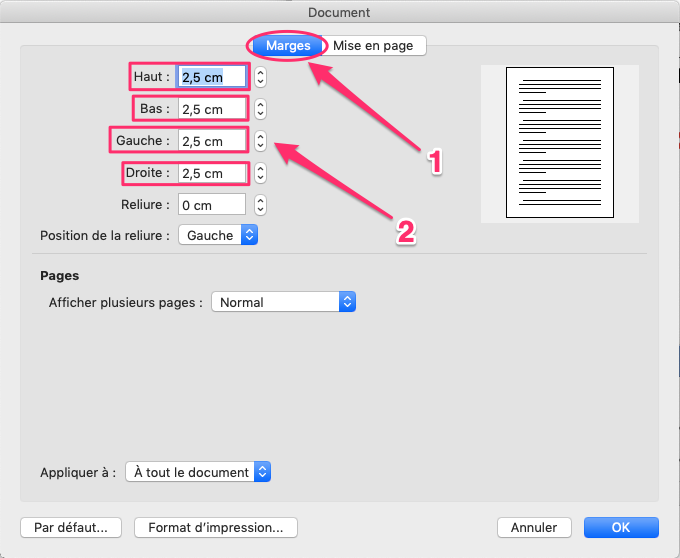 Document
Marges Mise en page
Haut : 2,5 cm
Bas : 2,5 cm
1
Gauche : 2,5 cm
Droite : 2,5 cm
Reliure : 0 cm
2
Position de la reliure : Gauche
Pages
Afficher plusieurs pages : Normal
Appliquer à : À tout le document
Par défaut... Format d'impression... Annuler OK